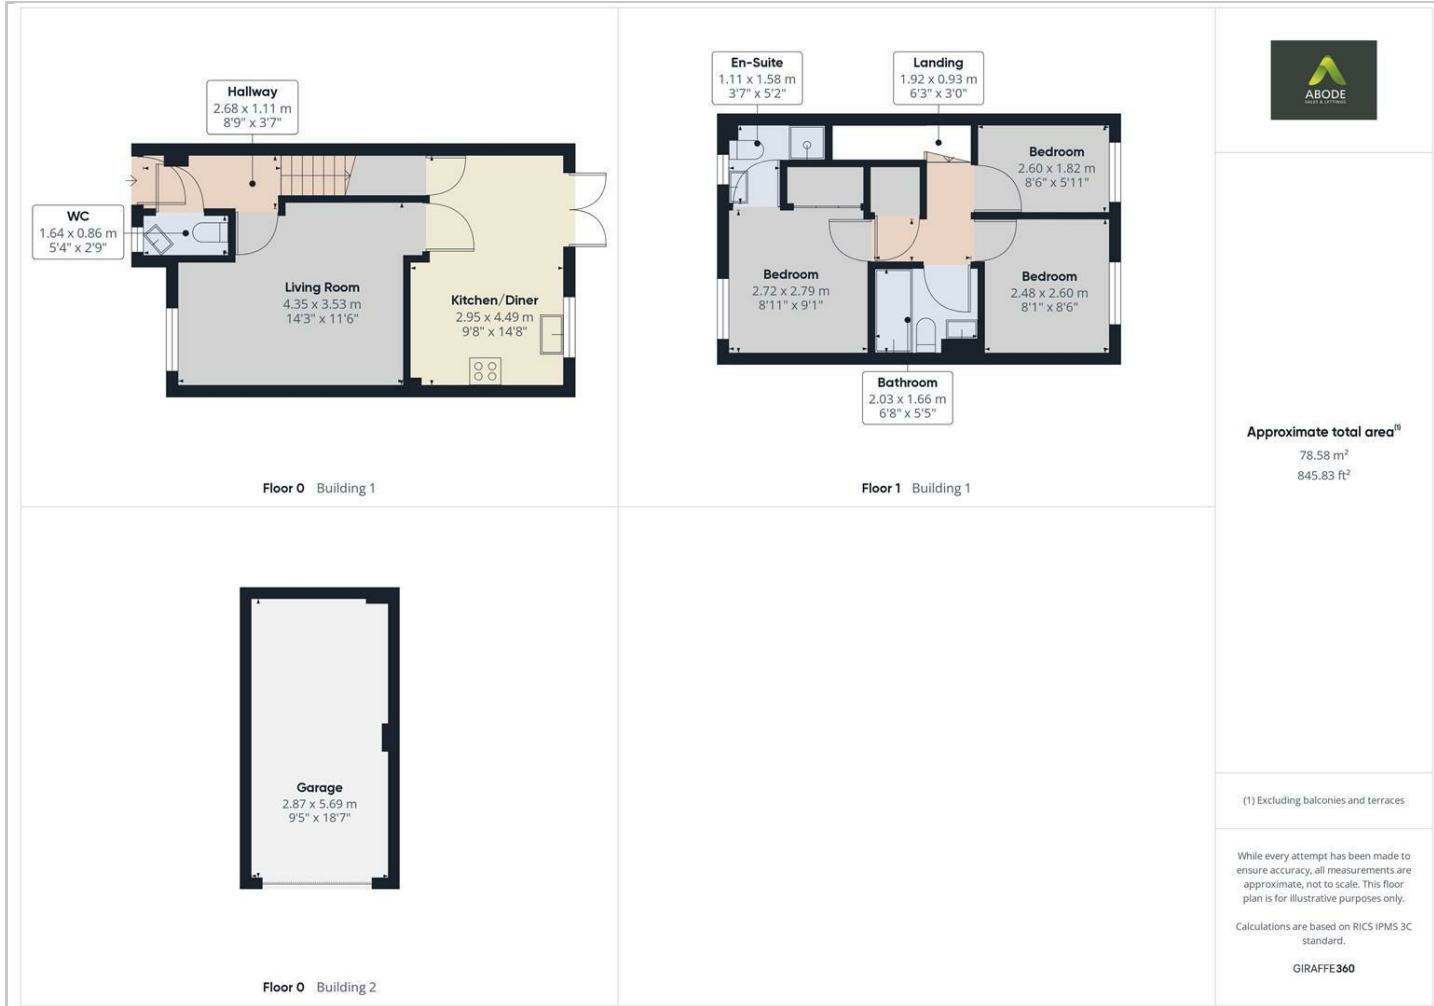 Hallway
2.68 x 1.11 m
8'9" x 3'7"
WC
1.64 x 0.86 m
5'4" x 2'9"
Living Room
4.35 x 3.53 m
14'3" x 11'6"
Kitchen/Diner
2.95 x 4.49 m
9'8" x 14'8"
Floor 0 Building 1
En-Suite
1.11 x 1.58 m
3'7" x 5'2"
Landing
1.92 x 0.93 m
6'3" x 3'0"
Bedroom
2.60 x 1.82 m
8'6" x 5'11"
Bedroom
2.72 x 2.79 m
8'11" x 9'1"
Bedroom
2.48 x 2.60 m
8'1" x 8'6"
Bathroom
2.03 x 1.66 m
6'8" x 5'5"
Floor 1 Building 1
Garage
2.87 x 5.69 m
9'5" x 18'7"
Floor 0 Building 2
ABODE
SALES & LETTINGS
Approximate total area(1)
78.58 m²
845.83 ft²
(1) Excluding balconies and terraces
While every attempt has been made to
ensure accuracy, all measurements are
approximate, not to scale. This floor
plan is for illustrative purposes only.
Calculations are based on RICS IPMS 3C
standard.
GIRAFFE360